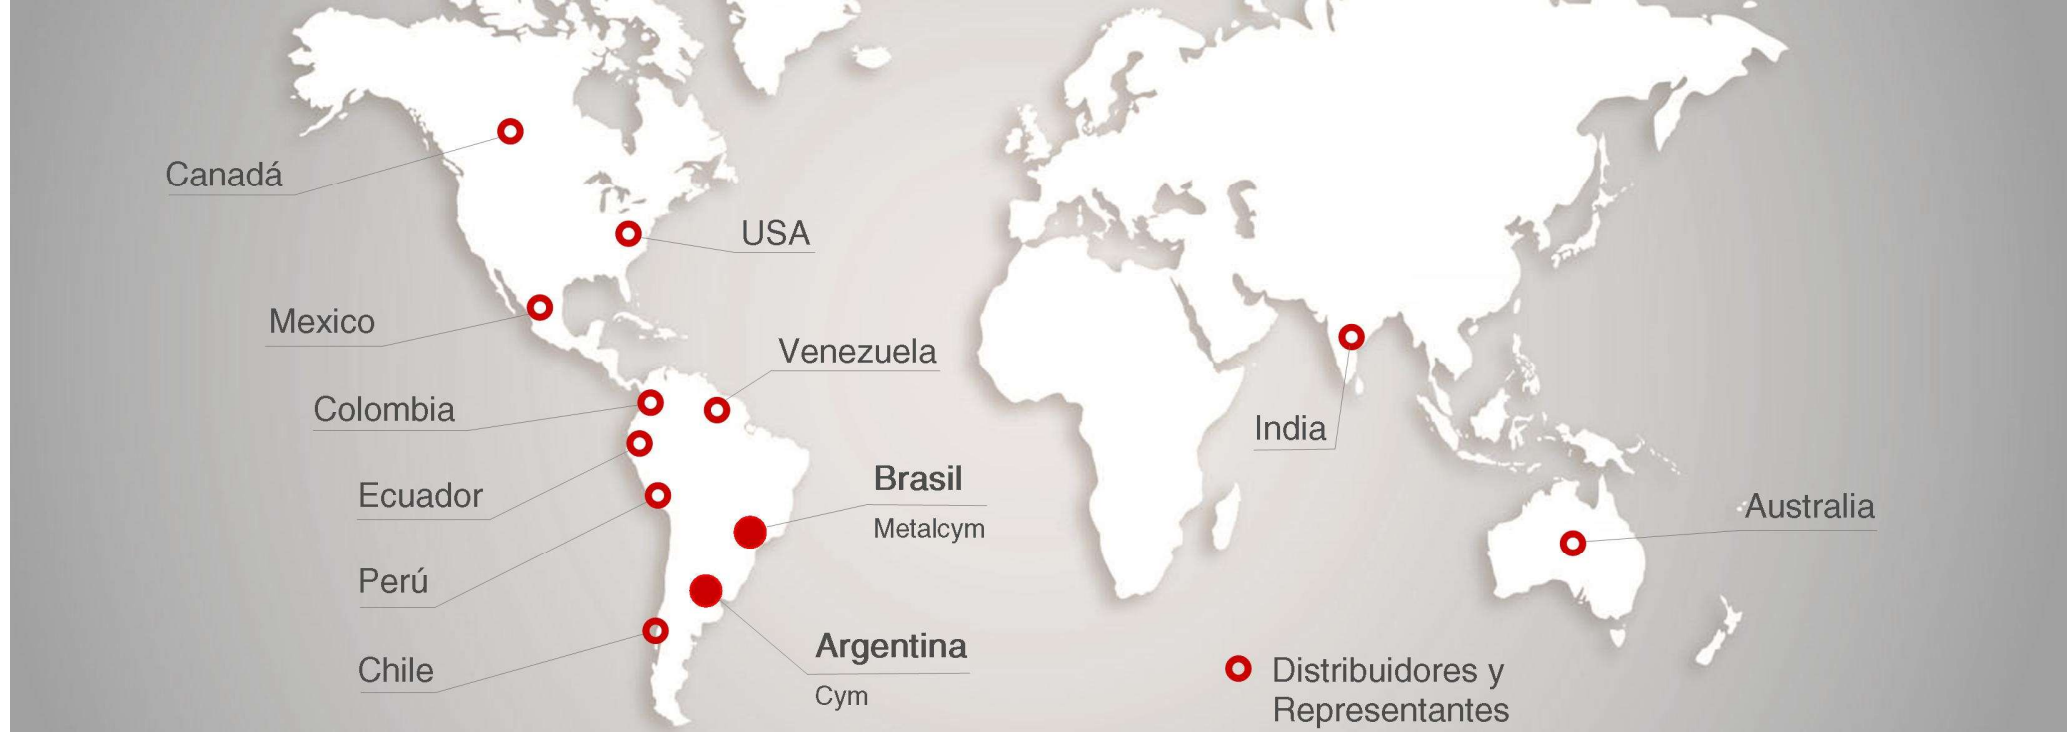 Canadá
USA
Mexico
Venezuela
Colombia
India
Brasil
Metalcym
Ecuador
Australia
Perú
Argentina
Cym
Chile
Distribuidores y
Representantes